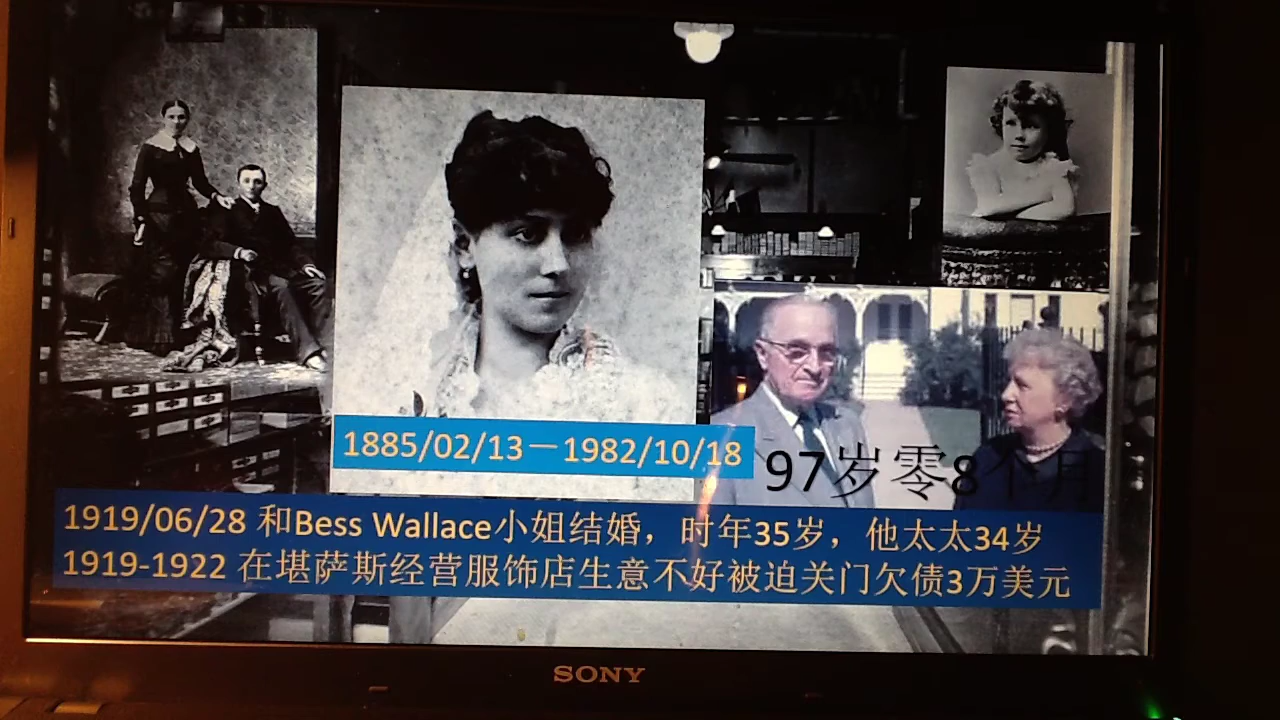 1885/02/13－1982/10/18
97岁零8个月
1919/06/28 和Bess Wallace小姐结婚，时年35岁，他太太34岁
1919-1922 在堪萨斯经营服饰店生意不好被迫关门欠债3万美元
SONY